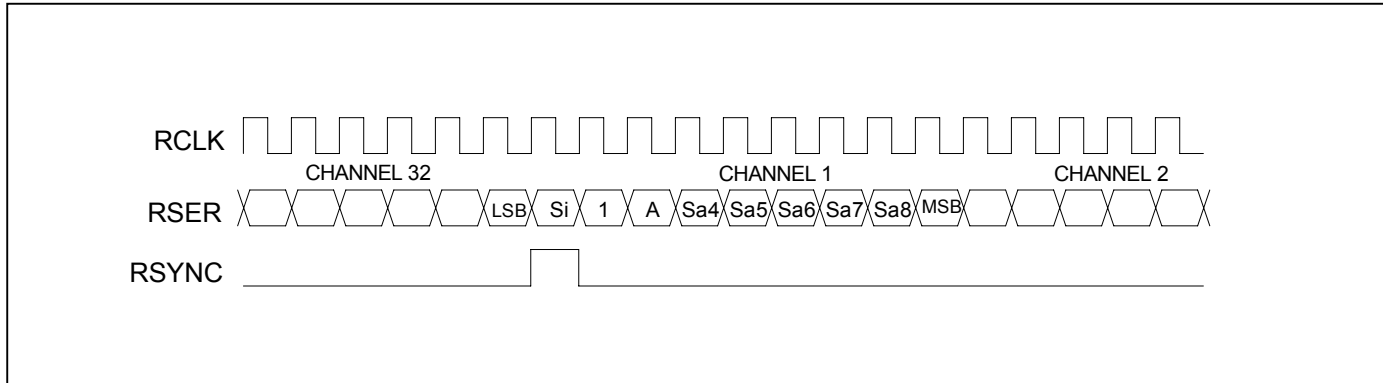 RCLK
CHANNEL 32 CHANNEL 1 CHANNEL 2
RSER LSB Si 1 A Sa4 Sa5 Sa6 Sa7 Sa8 MSB
RSYNC